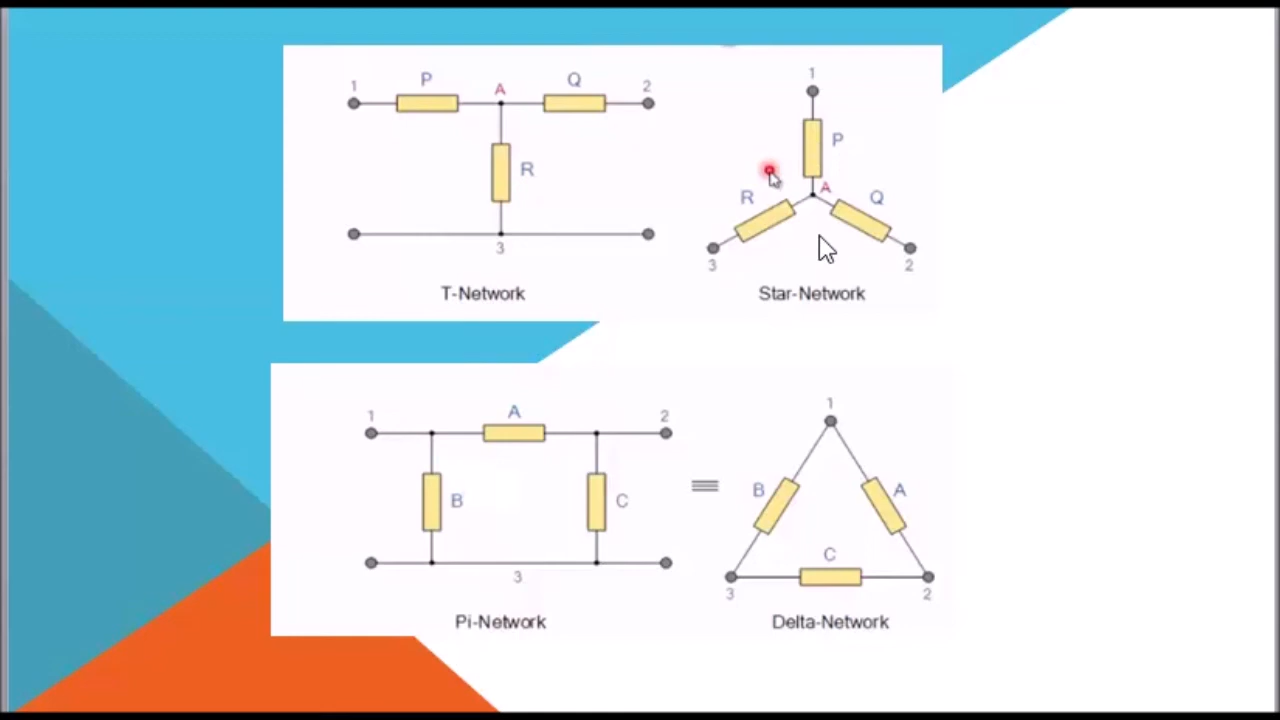 1 P A Q 2
R
3
T-Network
1
P
R A Q
3 2
Star-Network
1 A 2
B C
3
Pi-Network
1
B A
C
3 2
Delta-Network